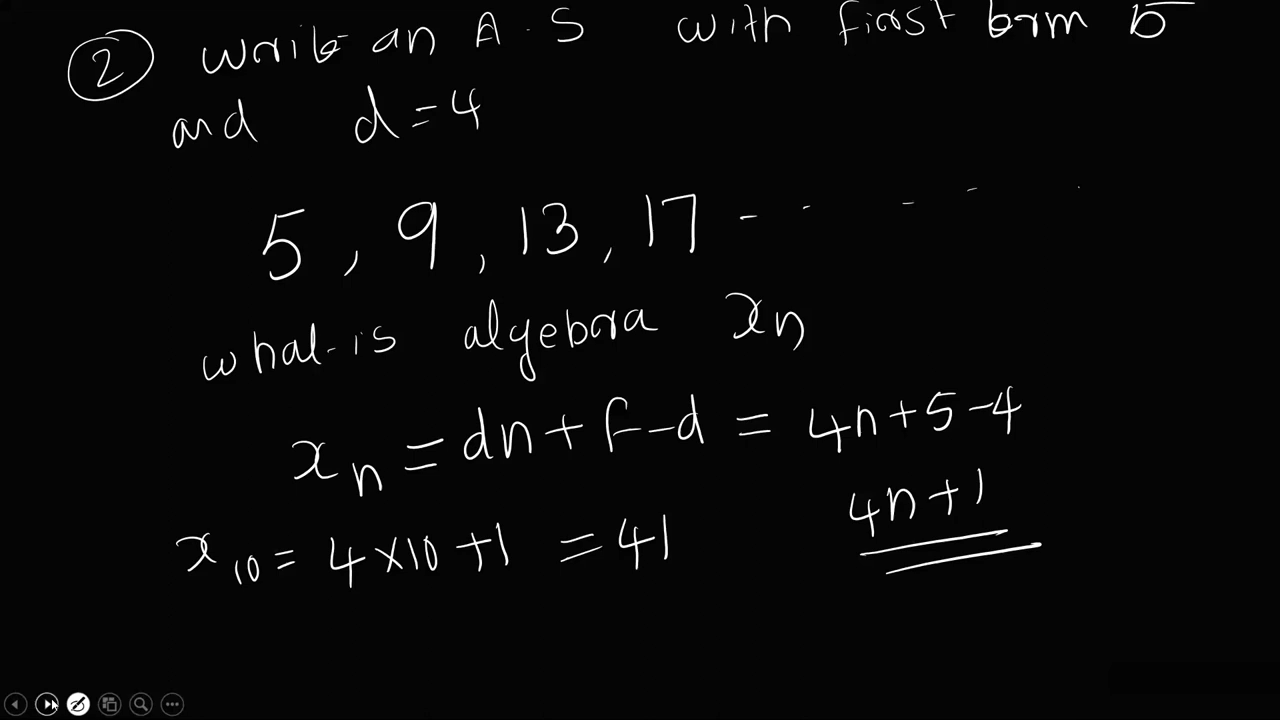 ② Write an A.S with first term 5
and d = 4
5, 9, 13, 17 - - - -
what is algebra xₙ
xₙ = dn + f - d = 4n + 5 - 4
4n + 1
x₁₀ = 4 × 10 + 1 = 41